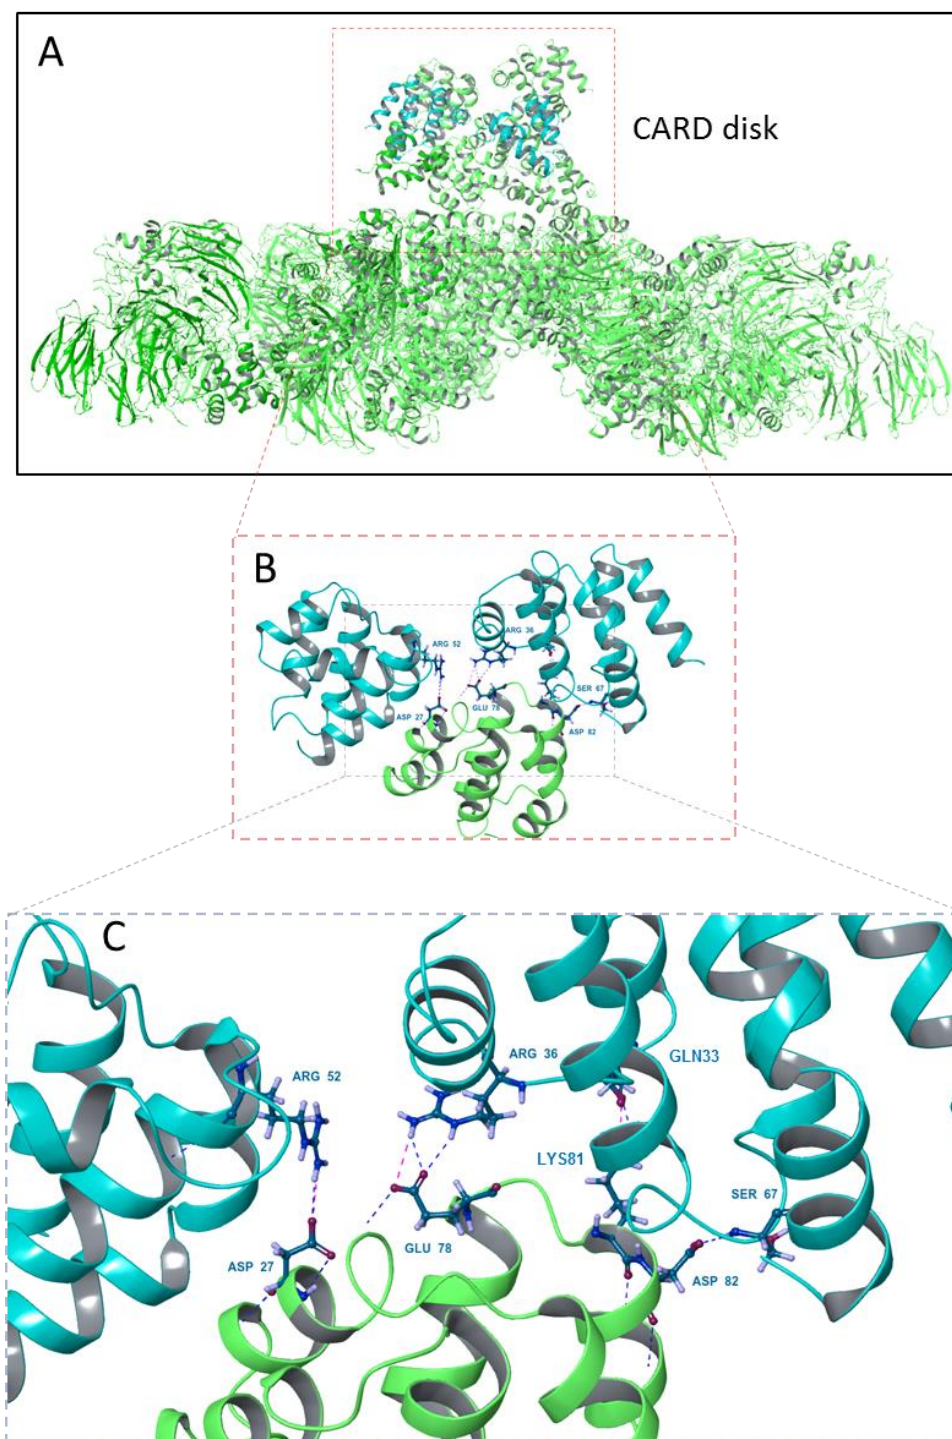 A
CARD disk
B
ARG 52
ARG 36
SER 67
ASP 27
GLU 78
ASP 82
C
ARG 36
GLN33
ARG 52
LYS81
SER 67
GLU 78
ASP 27
ASP 82